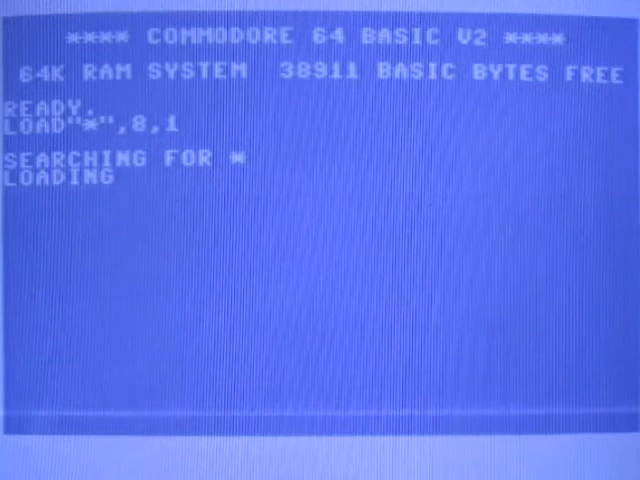 **** COMMODORE 64 BASIC V2 ****
64K RAM SYSTEM  38911 BASIC BYTES FREE
READY.
LOAD"*",8,1
SEARCHING FOR *
LOADING